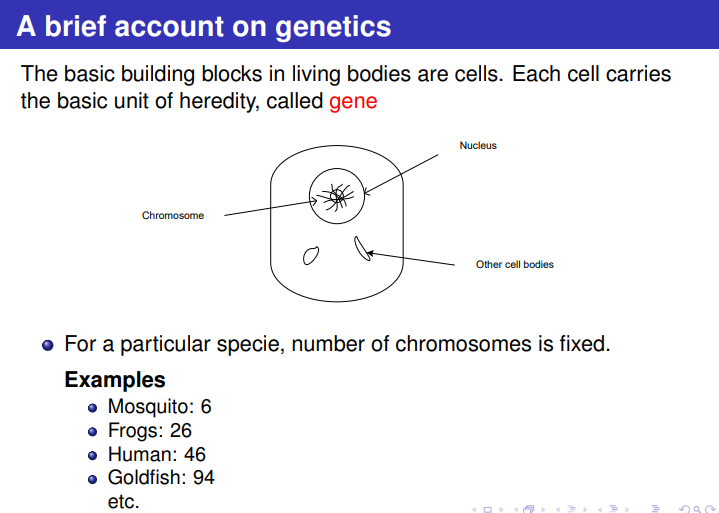 A brief account on genetics
The basic building blocks in living bodies are cells. Each cell carries
the basic unit of heredity, called gene
Nucleus
Chromosome
Other cell bodies
For a particular specie, number of chromosomes is fixed.
Examples
Mosquito: 6
Frogs: 26
Human: 46
Goldfish: 94
etc.